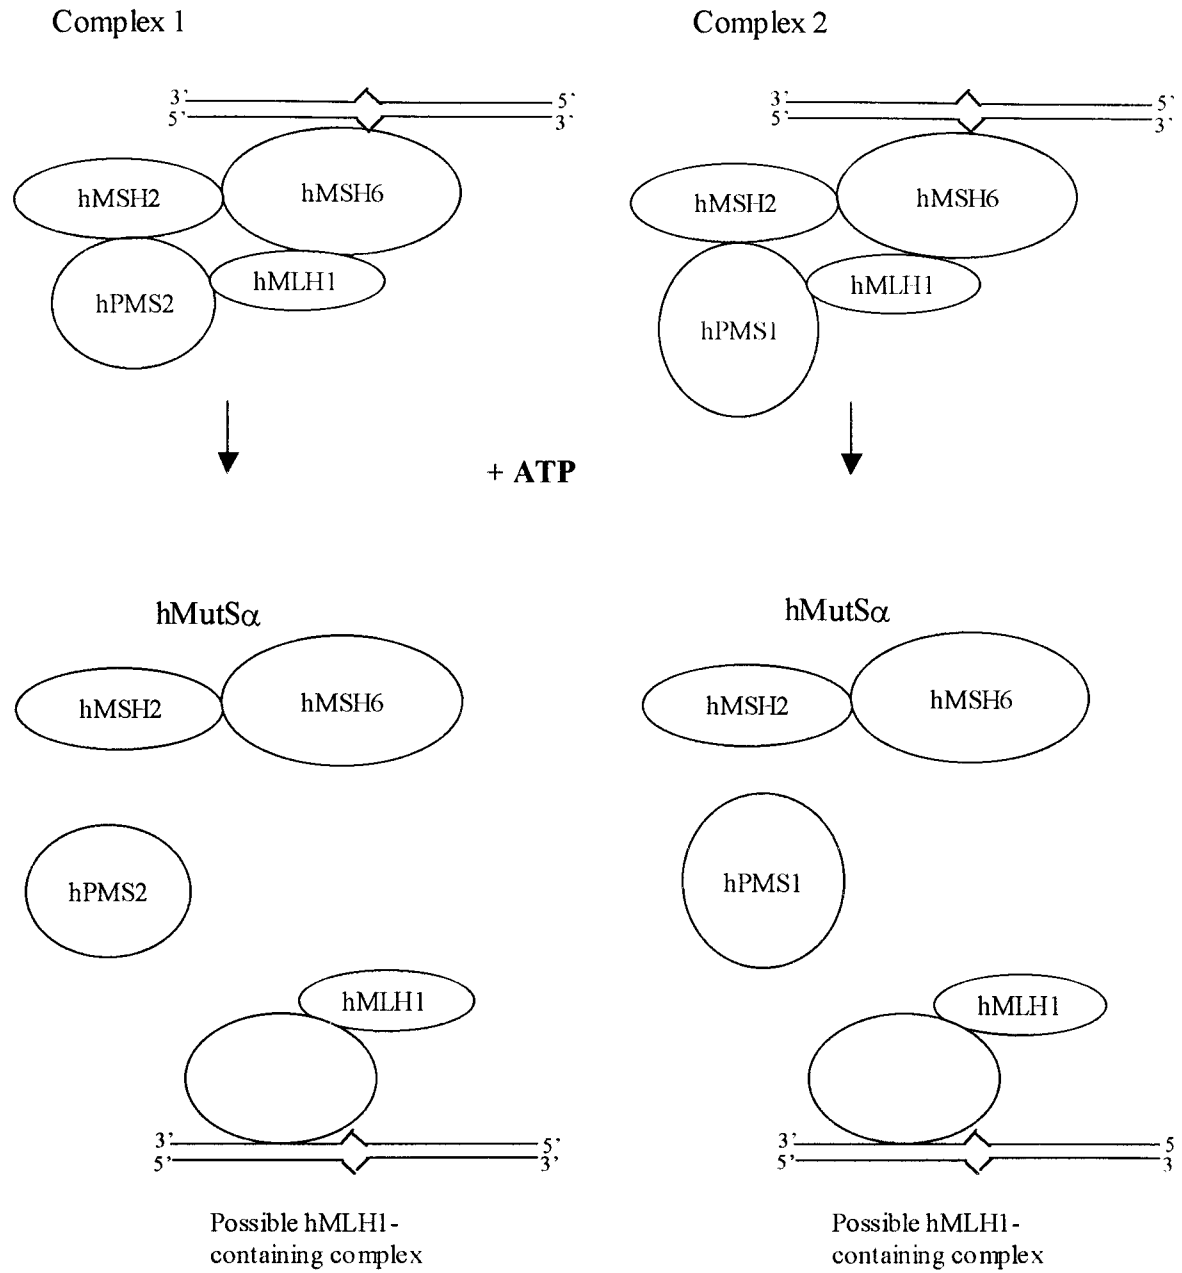 Complex 1
Complex 2
3' 5'
5' 3'
3' 5'
5' 3'
hMSH2
hMSH6
hPMS2
hMLH1
hMSH2
hMSH6
hPMS1
hMLH1
+ ATP
hMutSα
hMSH2
hMSH6
hPMS2
hMLH1
3' 5'
5' 3'
Possible hMLH1-
containing complex
hMutSα
hMSH2
hMSH6
hPMS1
hMLH1
3' 5
5' 3
Possible hMLH1-
containing complex